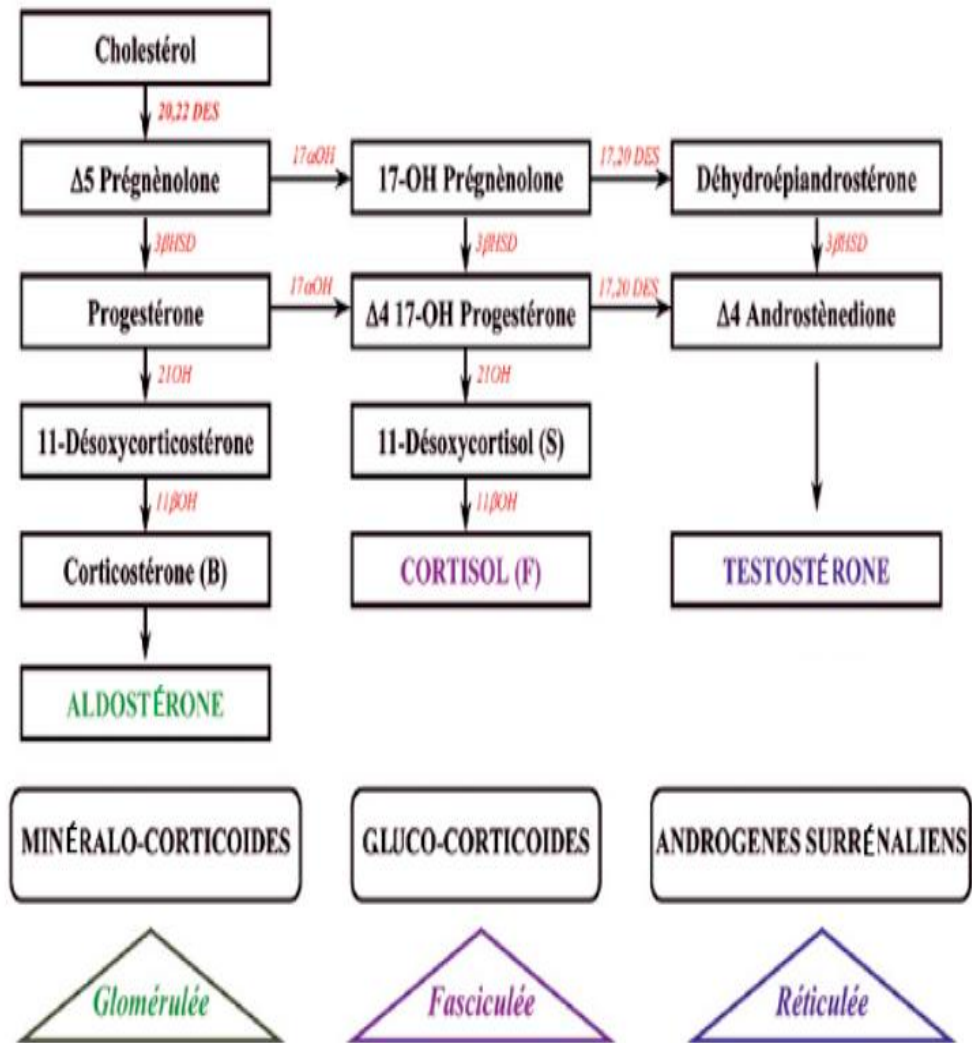 Cholestérol
20,22 DES
Δ5 Prégnènolone
17αOH
17-OH Prégnènolone
17,20 DES
Déhydroépiandrostérone
3βHSD
3βHSD
3βHSD
Progestérone
17αOH
Δ4 17-OH Progestérone
17,20 DES
Δ4 Androstènedione
21OH
21OH
11-Désoxycorticostérone
11-Désoxycortisol (S)
11βOH
11βOH
Corticostérone (B)
CORTISOL (F)
TESTOSTÉRONE
ALDOSTÉRONE
MINÉRALO-CORTICOIDES
GLUCO-CORTICOIDES
ANDROGENES SURRÉNALIENS
Glomérulée
Fasciculée
Réticulée